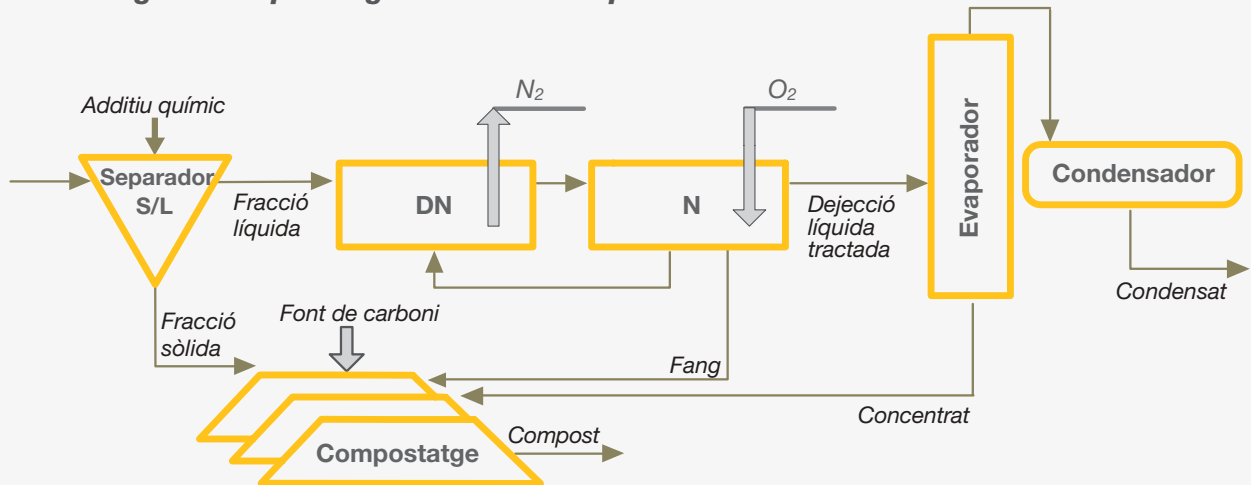 N2
O2
Additiu químic
Separador
S/L
Fracció
líquida
DN
N
Dejecció
líquida
tractada
Evaporador
Condensador
Condensat
Fracció
sòlida
Font de carboni
Fang
Concentrat
Compostatge
Compost